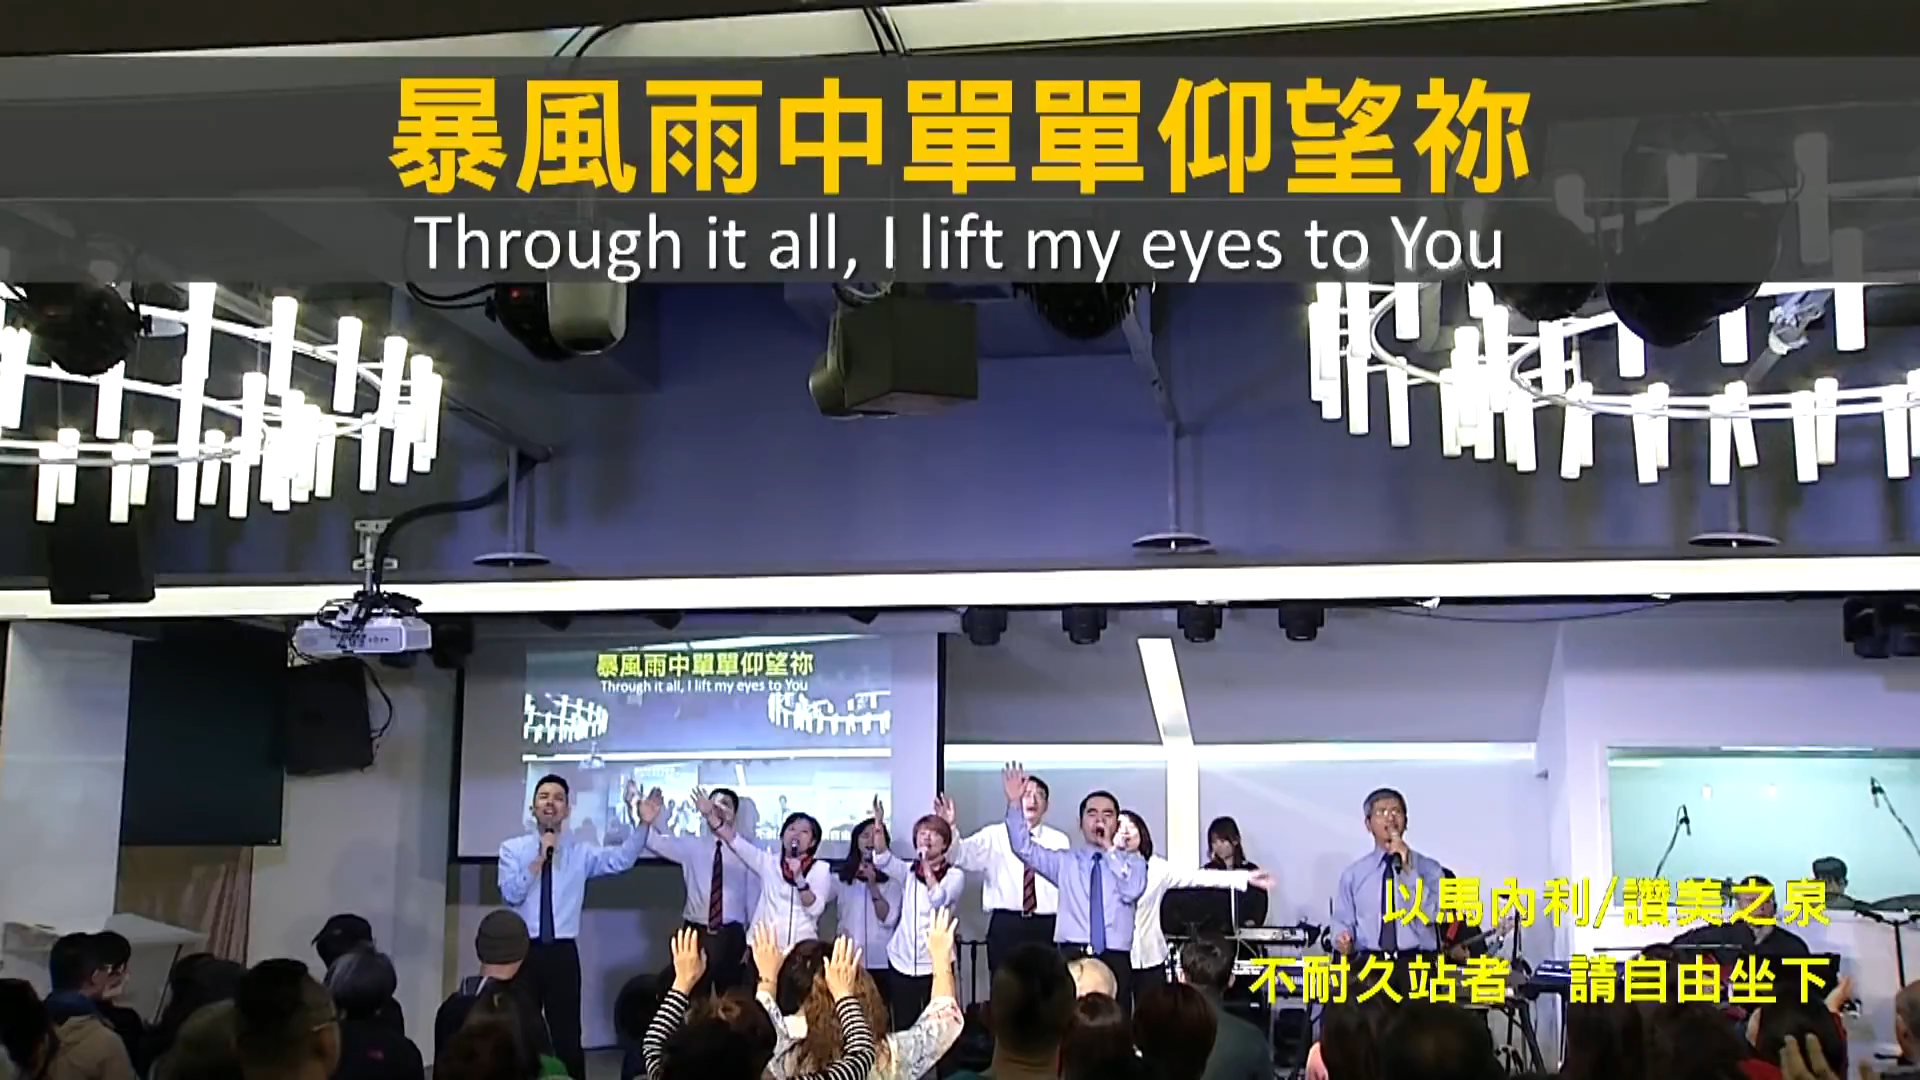 暴風雨中單單仰望祢
Through it all, I lift my eyes to You
暴風雨中單單仰望祢
Through it all, I lift my eyes to You
以馬內利/讚美之泉
不耐久站者　請自由坐下